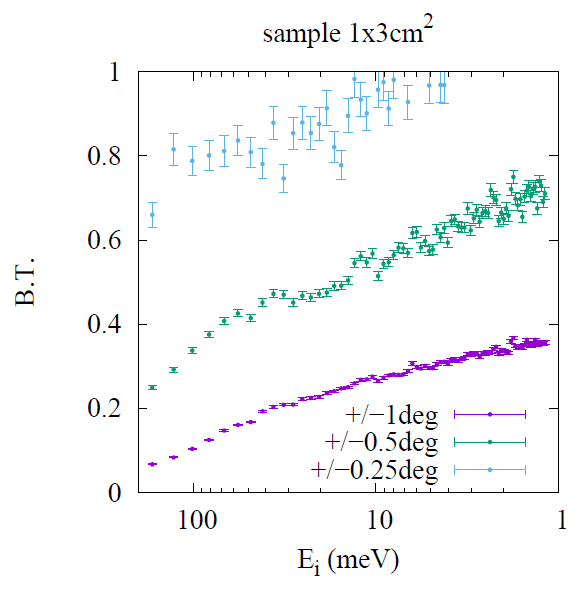 sample 1x3cm²
1
0.8
0.6
0.4
0.2
0
B.T.
+/−1deg
+/−0.5deg
+/−0.25deg
100 10 1
Eᵢ (meV)